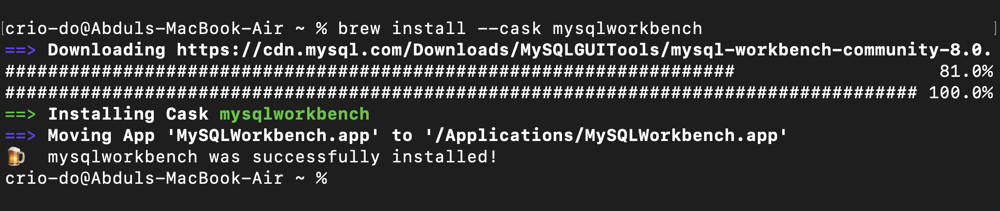 [crio-do@Abduls-MacBook-Air ~ % brew install --cask mysqlworkbench ]
==> Downloading https://cdn.mysql.com/Downloads/MySQLGUITools/mysql-workbench-community-8.0.
#################################################################### 81.0%
##################################################################################### 100.0%
==> Installing Cask mysqlworkbench
==> Moving App 'MySQLWorkbench.app' to '/Applications/MySQLWorkbench.app'
🍺 mysqlworkbench was successfully installed!
crio-do@Abduls-MacBook-Air ~ %